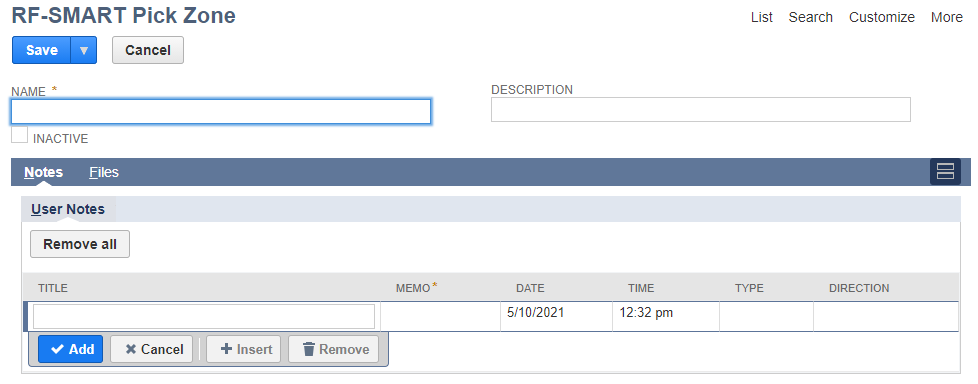 RF-SMART Pick Zone
List Search Customize More
Save ▼ Cancel
NAME * DESCRIPTION
INACTIVE
Notes Files
User Notes
Remove all
TITLE MEMO* DATE TIME TYPE DIRECTION
5/10/2021 12:32 pm
Add Cancel Insert Remove